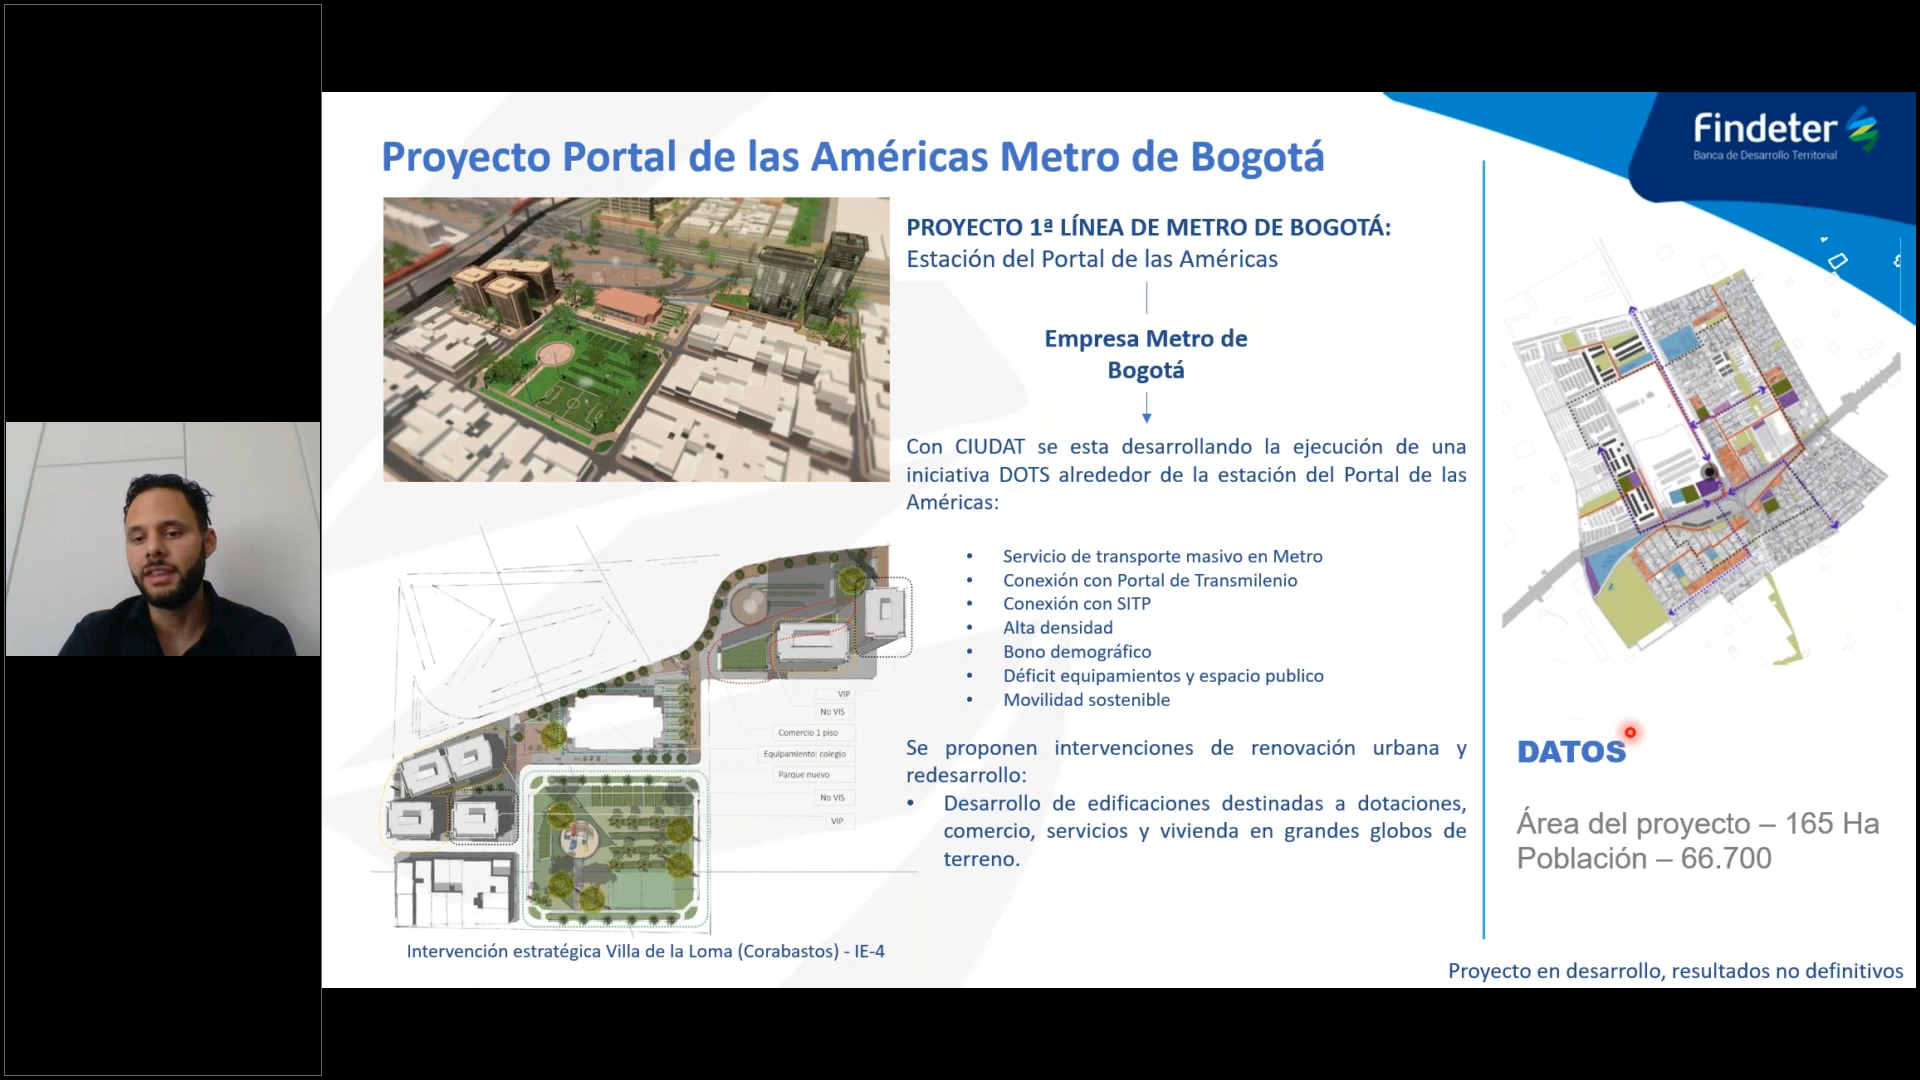 Findeter
Banca de Desarrollo Territorial
Proyecto Portal de las Américas Metro de Bogotá
PROYECTO 1ª LÍNEA DE METRO DE BOGOTÁ:
Estación del Portal de las Américas
Empresa Metro de
Bogotá
Con CIUDAT se esta desarrollando la ejecución de una
iniciativa DOTS alrededor de la estación del Portal de las
Américas:
• Servicio de transporte masivo en Metro
• Conexión con Portal de Transmilenio
• Conexión con SITP
• Alta densidad
• Bono demográfico
• Déficit equipamientos y espacio publico
• Movilidad sostenible
Se proponen intervenciones de renovación urbana y
redesarrollo:
• Desarrollo de edificaciones destinadas a dotaciones,
comercio, servicios y vivienda en grandes globos de
terreno.
VIP
No VIS
Comercio 1 piso
Equipamiento: colegio
Parque nuevo
No VIS
VIP
Intervención estratégica Villa de la Loma (Corabastos) - IE-4
DATOS
Área del proyecto – 165 Ha
Población – 66.700
Proyecto en desarrollo, resultados no definitivos